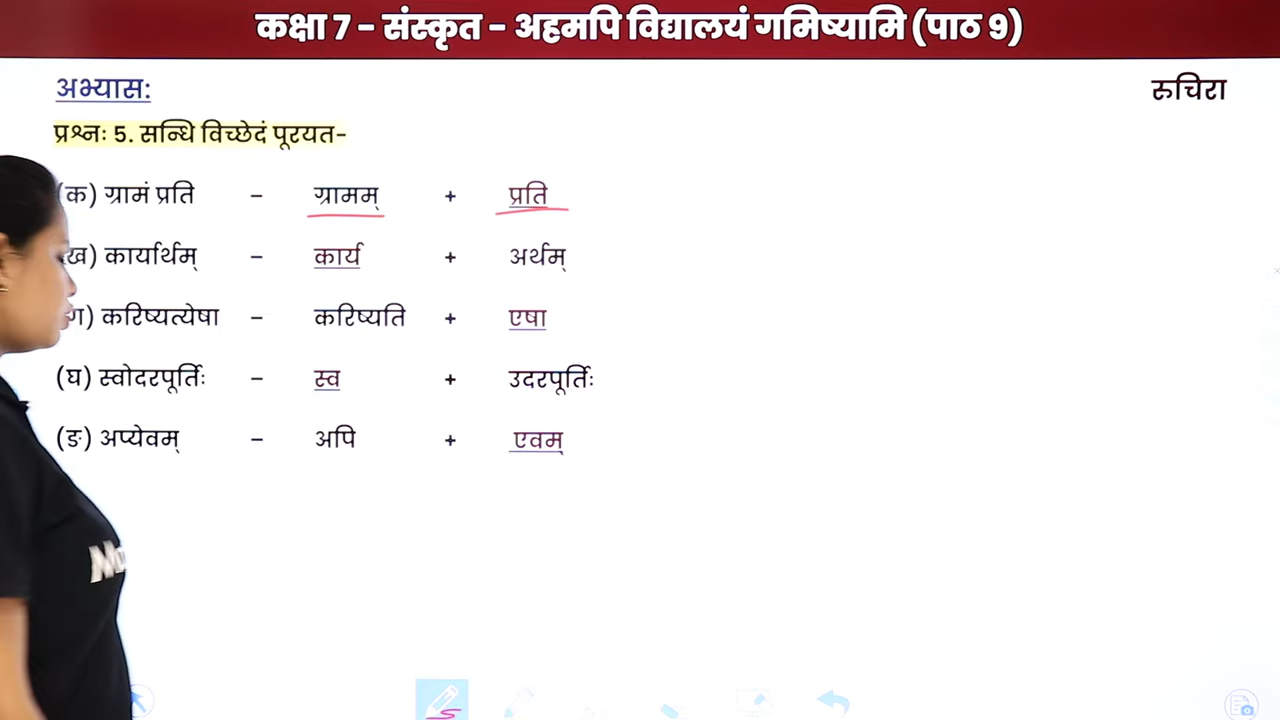 कक्षा 7 - संस्कृत - अहमपि विद्यालयं गमिष्यामि (पाठ 9)
अभ्यास:
रुचिरा
प्रश्नः 5. सन्धि विच्छेदं पूरयत-
(क) ग्रामं प्रति - ग्रामम् + प्रति
ख) कार्यार्थम् - कार्य + अर्थम्
ग) करिष्यत्येषा - करिष्यति + एषा
(घ) स्वोदरपूर्तिः - स्व + उदरपूर्तिः
(ङ) अप्येवम् - अपि + एवम्